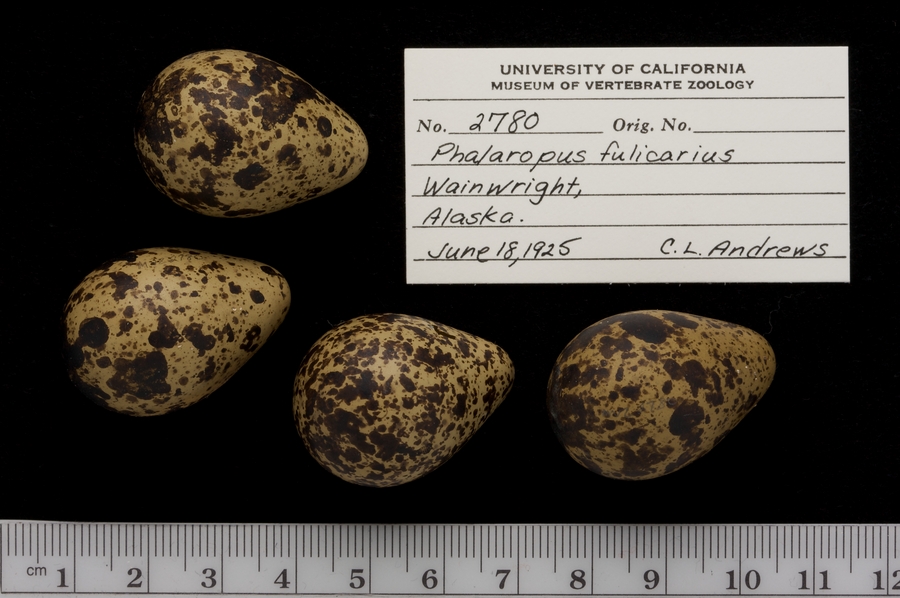 UNIVERSITY OF CALIFORNIA
MUSEUM OF VERTEBRATE ZOOLOGY
No. 2780 Orig. No.
Phalaropus fulicarius
Wainwright,
Alaska.
June 18, 1925 C. L. Andrews
cm 1 2 3 4 5 6 7 8 9 10 11 12